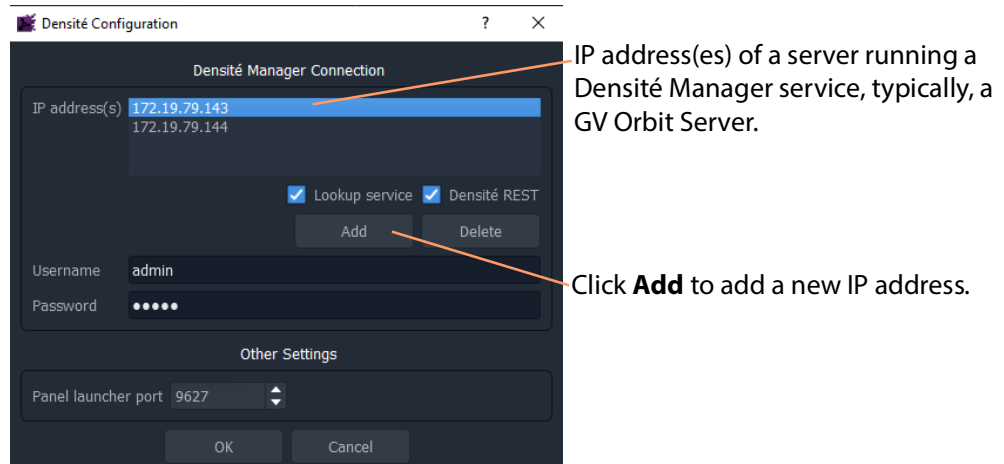 Densité Configuration ? ×
Densité Manager Connection
IP address(s) 172.19.79.143
172.19.79.144
Lookup service Densité REST
Add Delete
Username admin
Password •••••
Other Settings
Panel launcher port 9627
OK Cancel
IP address(es) of a server running a
Densité Manager service, typically, a
GV Orbit Server.
Click Add to add a new IP address.